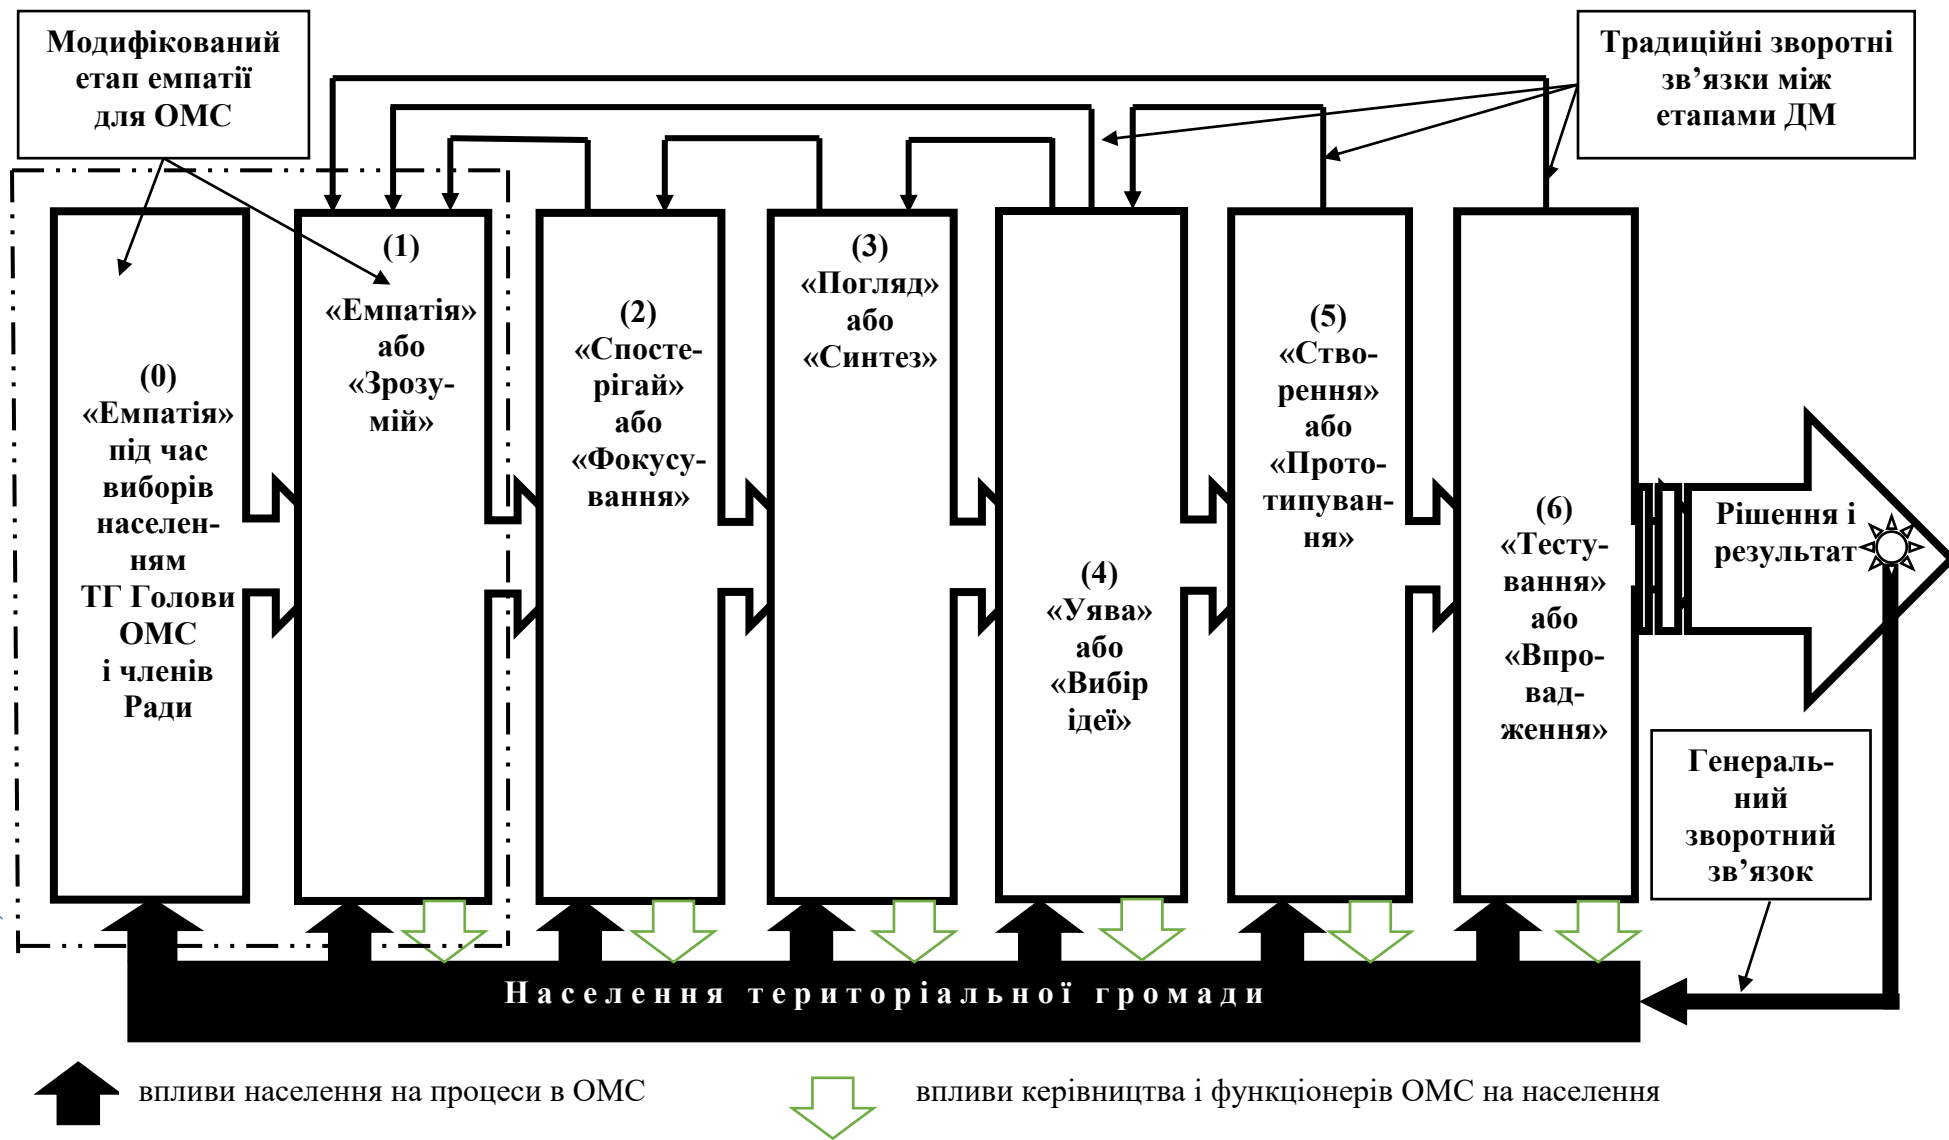 Модифікований
етап емпатії
для ОМС
Традиційні зворотні
зв’язки між
етапами ДМ
(0)
«Емпатія»
під час
виборів
населен-
ням
ТГ Голови
ОМС
і членів
Ради
(1)
«Емпатія»
або
«Зрозу-
мій»
(2)
«Спосте-
рігай»
або
«Фокусу-
вання»
(3)
«Погляд»
або
«Синтез»
(4)
«Уява»
або
«Вибір
ідеї»
(5)
«Ство-
рення»
або
«Прото-
типуван-
ня»
(6)
«Тесту-
вання»
або
«Впро-
вад-
ження»
Рішення і
результат
Генераль-
ний
зворотний
зв’язок
Населення територіальної громади
впливи населення на процеси в ОМС
впливи керівництва і функціонерів ОМС на населення